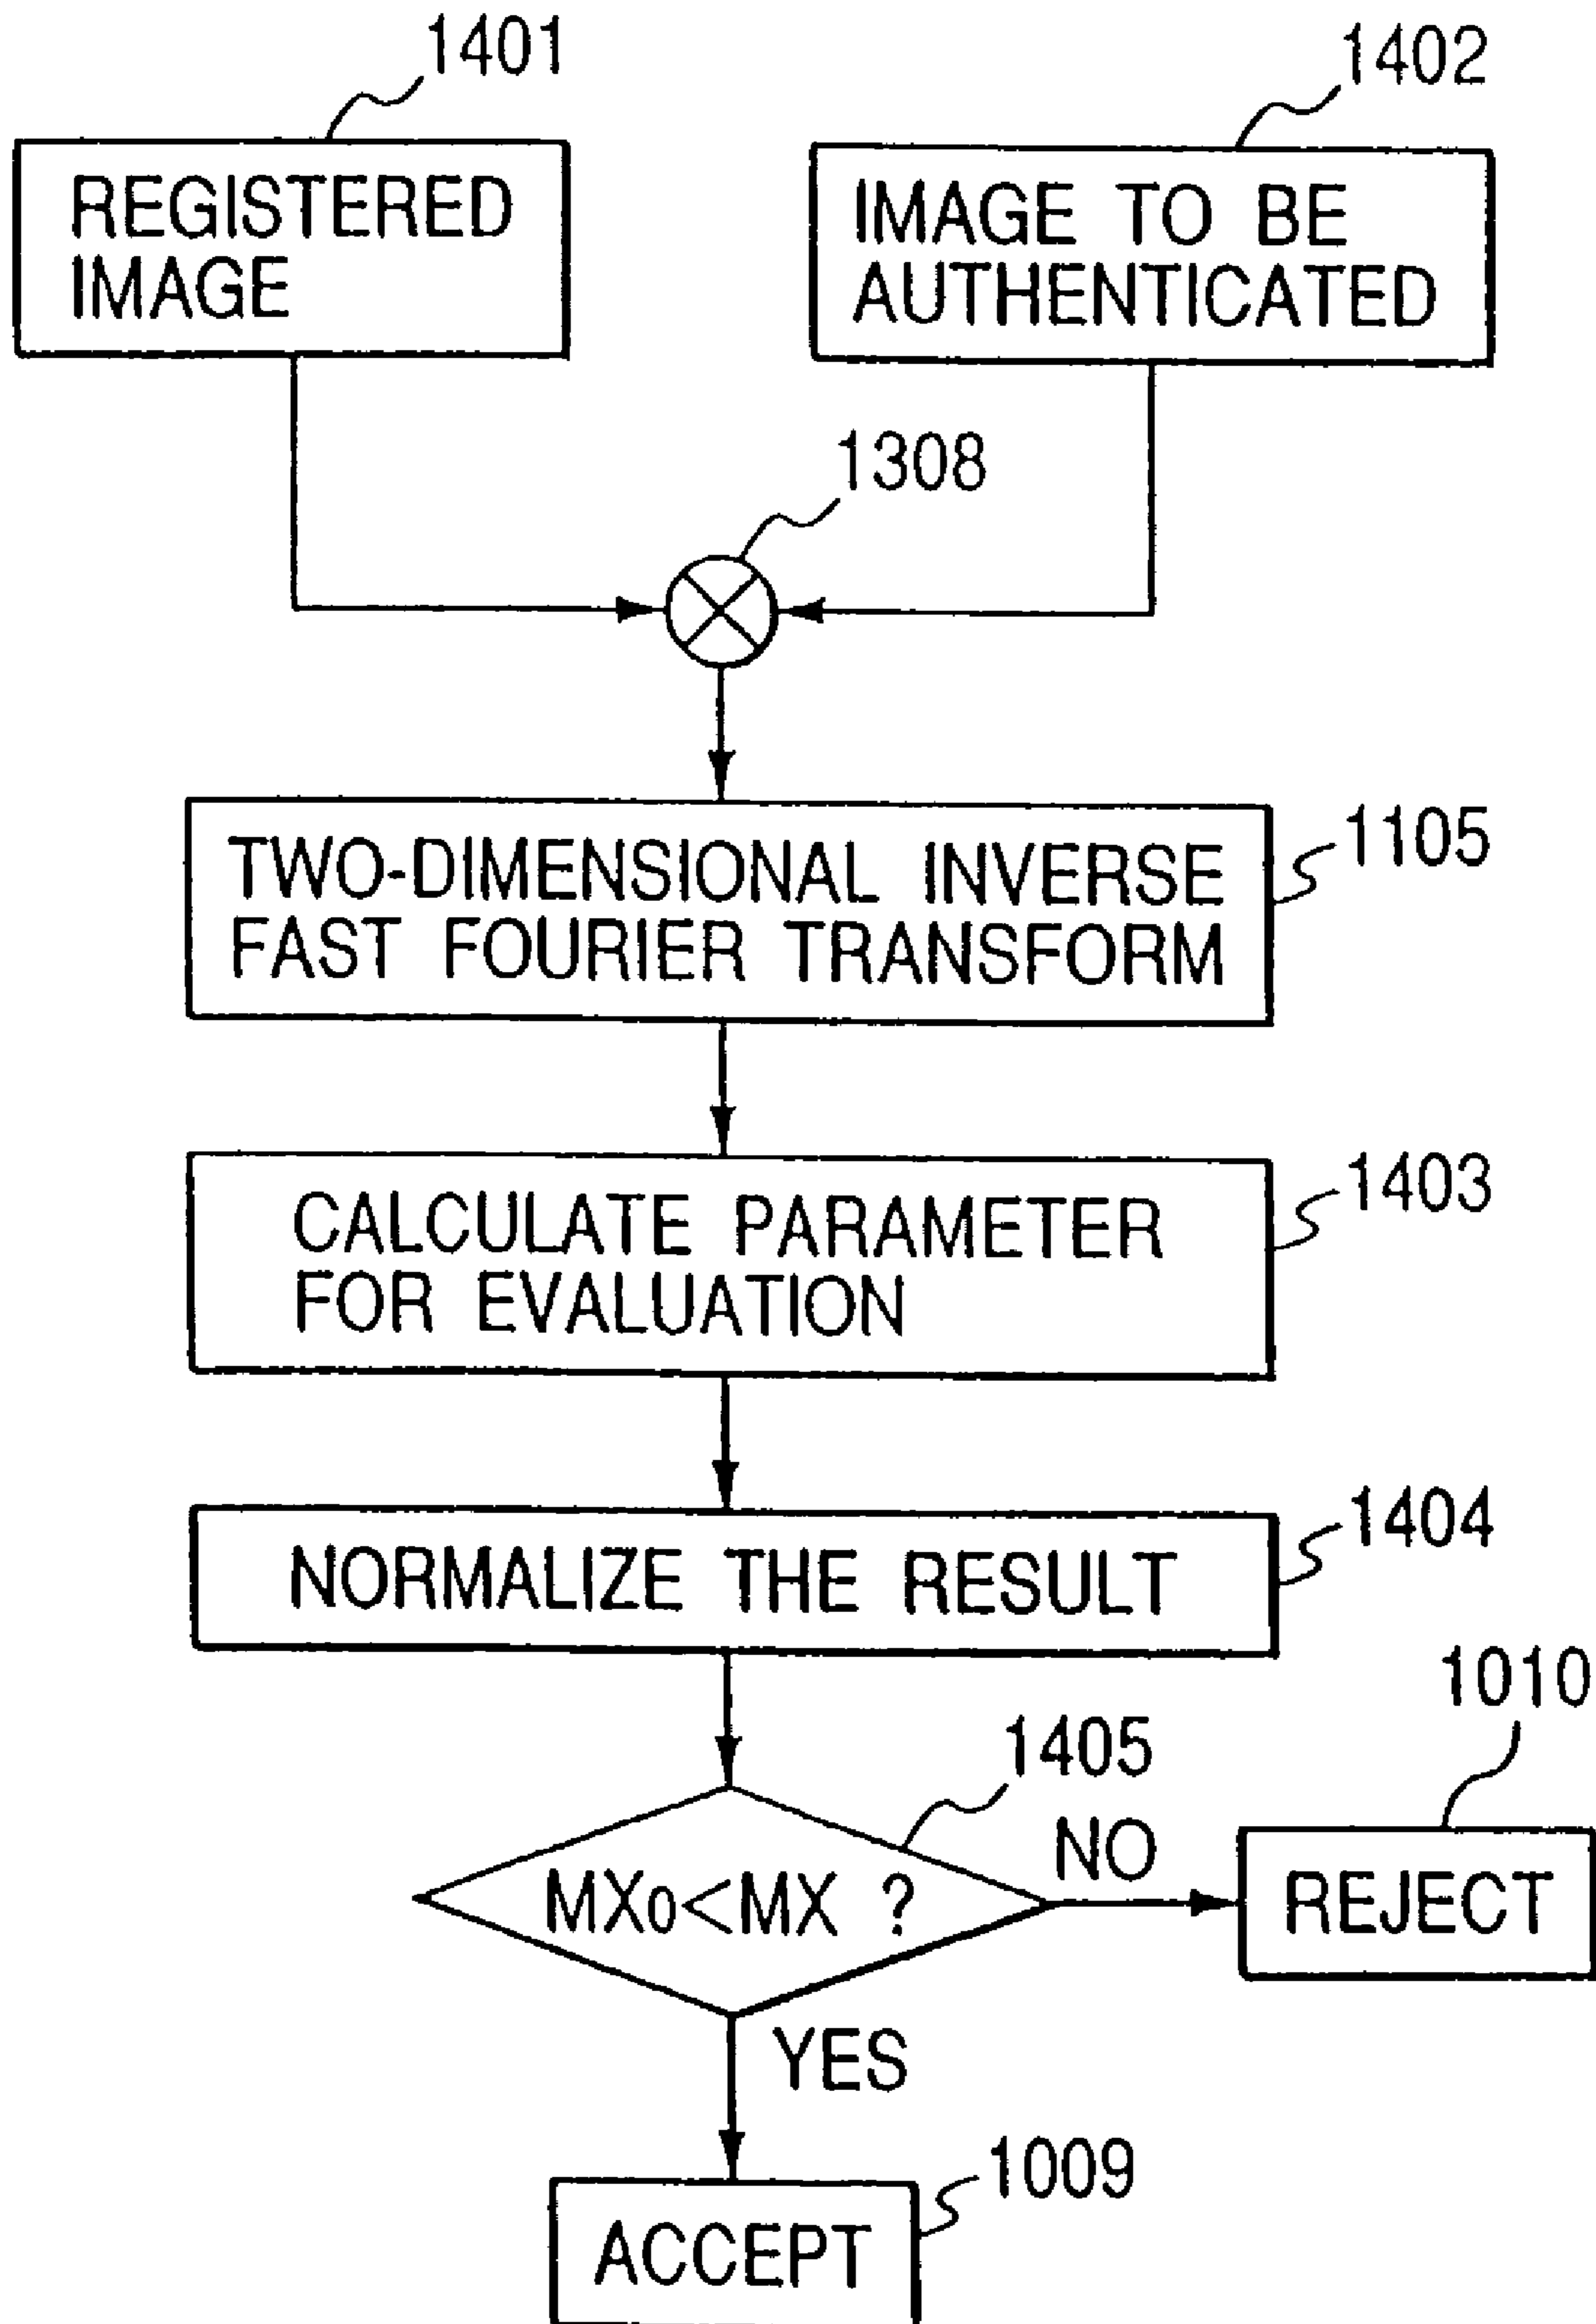 1401
1402
REGISTERED
IMAGE
IMAGE TO BE
AUTHENTICATED
1308
TWO-DIMENSIONAL INVERSE
FAST FOURIER TRANSFORM
1105
CALCULATE PARAMETER
FOR EVALUATION
1403
NORMALIZE THE RESULT
1404
1010
1405
NO
MX0<MX ?
REJECT
YES
1009
ACCEPT